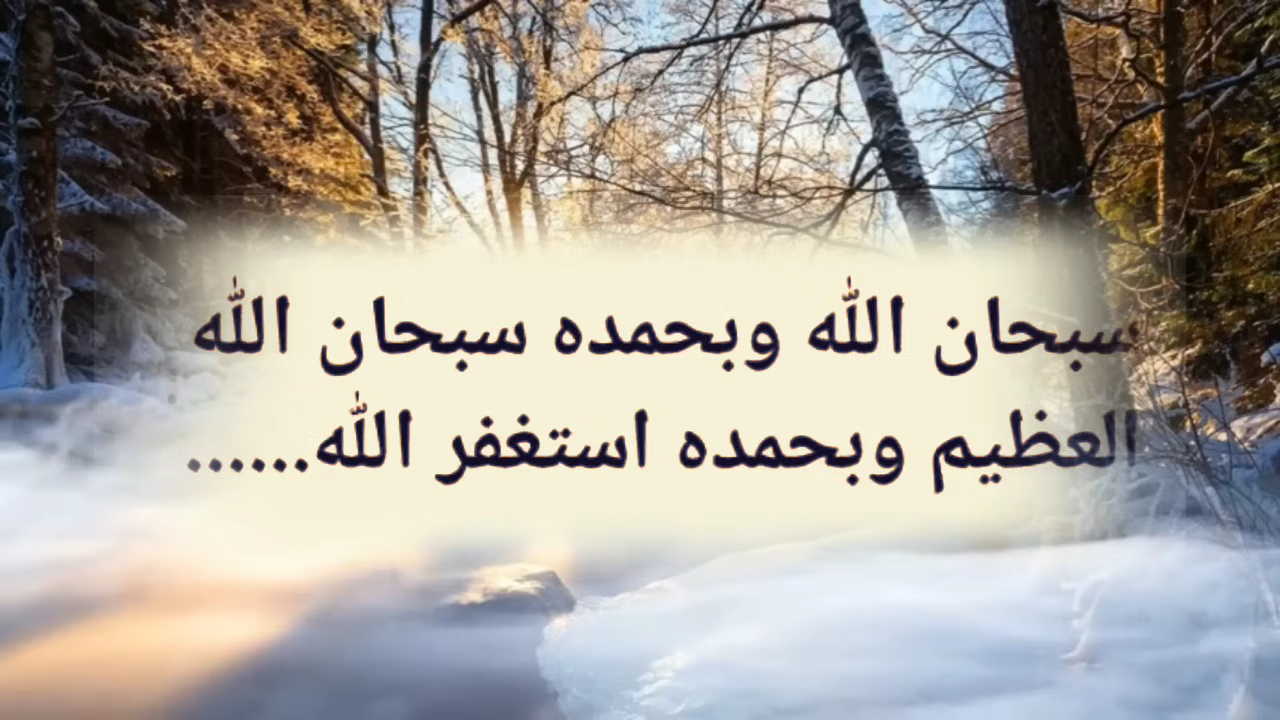 سبحان الله وبحمده سبحان الله
العظيم وبحمده استغفر الله......